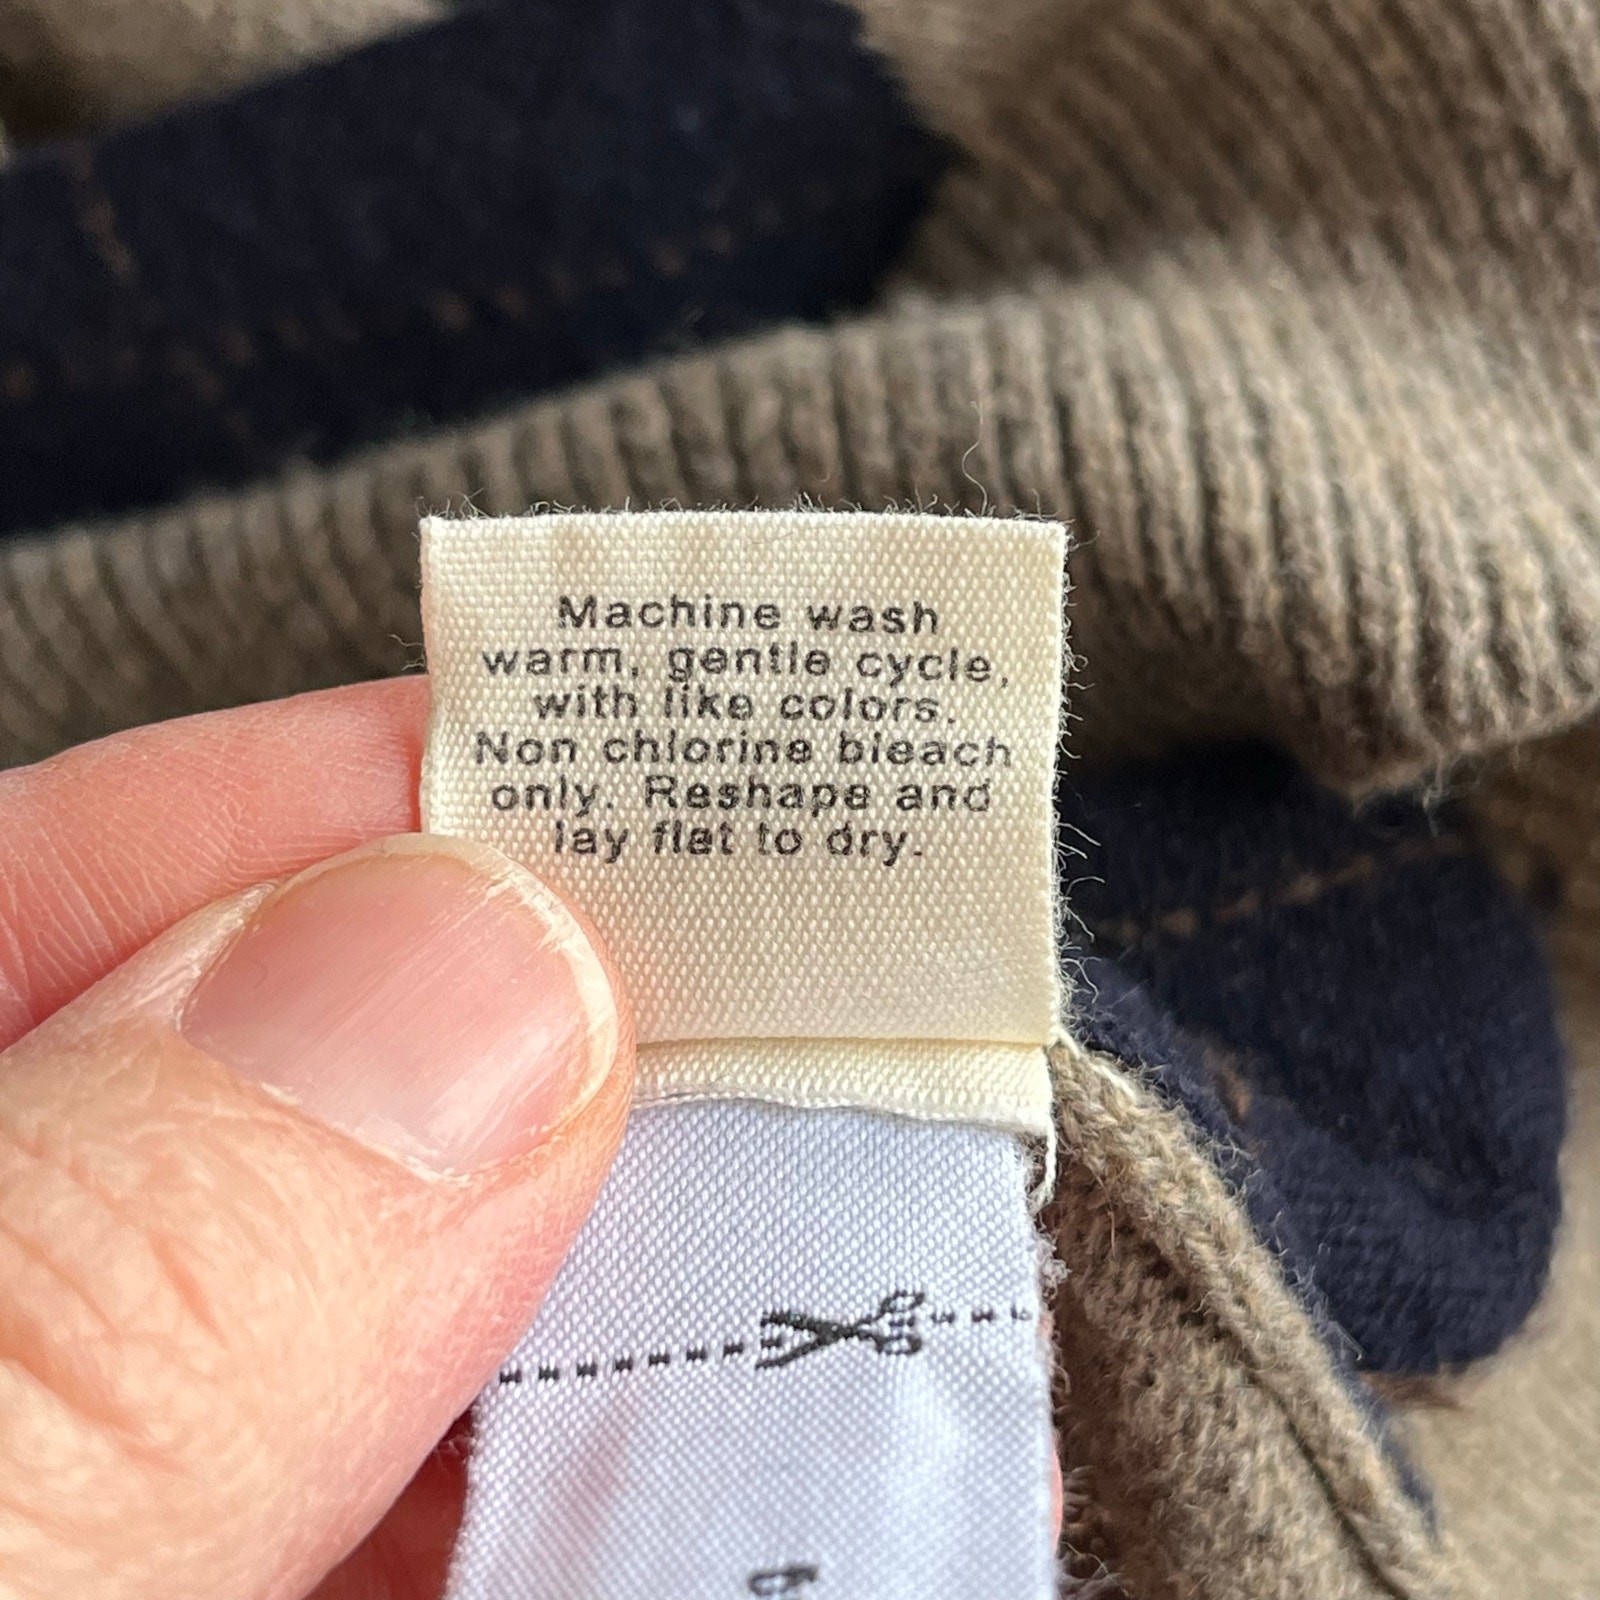 Machine wash
warm, gentle cycle,
with like colors.
Non chlorine bleach
only. Reshape and
lay flat to dry.